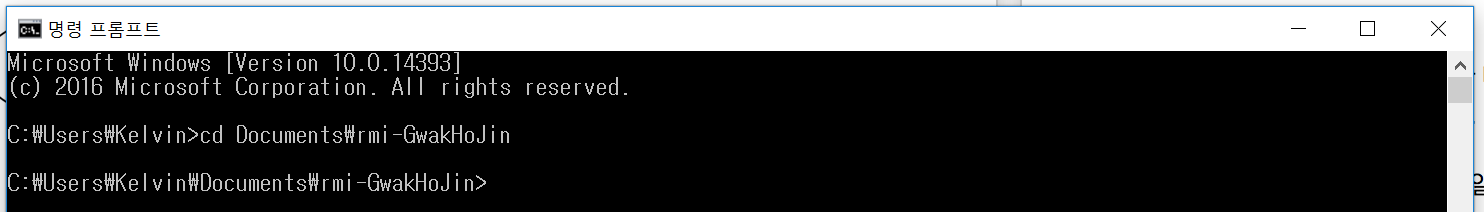 명령 프롬프트
Microsoft Windows [Version 10.0.14393]
(c) 2016 Microsoft Corporation. All rights reserved.
C:₩Users₩Kelvin>cd Documents₩rmi-GwakHoJin
C:₩Users₩Kelvin₩Documents₩rmi-GwakHoJin>